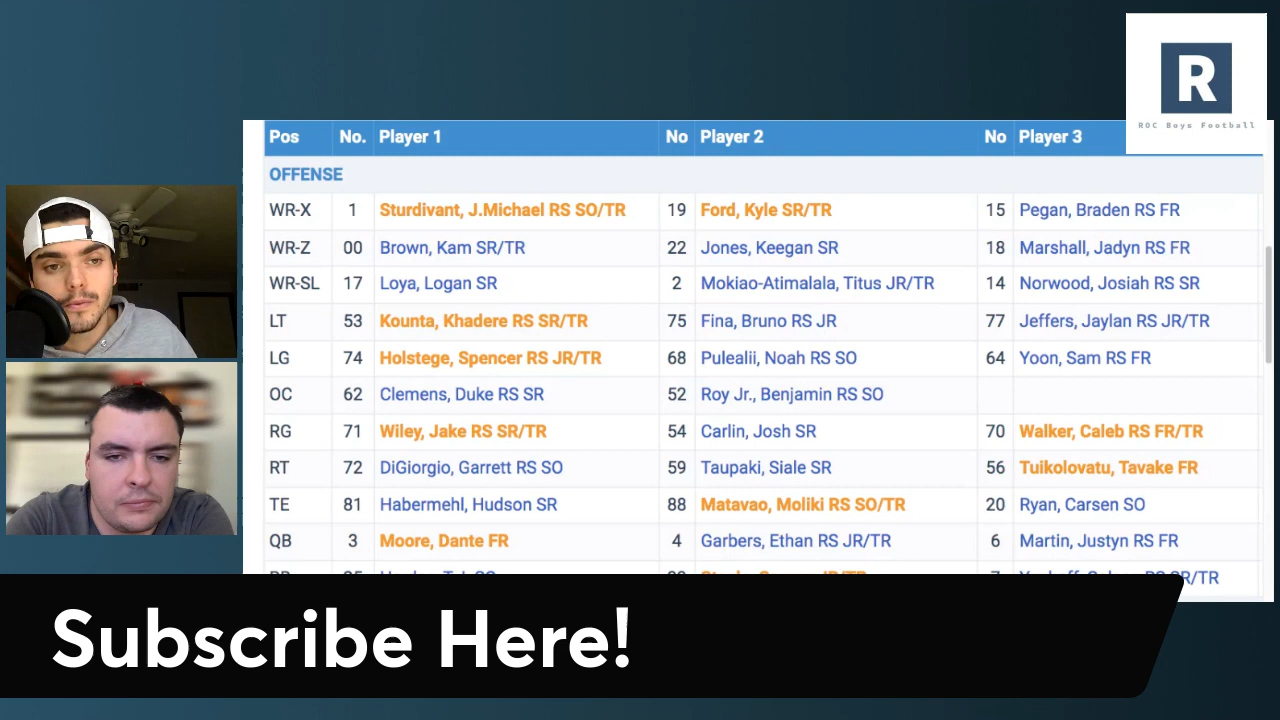 R
ROC Boys Football
Pos No. Player 1 No Player 2 No Player 3
OFFENSE
WR-X 1 Sturdivant, J.Michael RS SO/TR 19 Ford, Kyle SR/TR 15 Pegan, Braden RS FR
WR-Z 00 Brown, Kam SR/TR 22 Jones, Keegan SR 18 Marshall, Jadyn RS FR
WR-SL 17 Loya, Logan SR 2 Mokiao-Atimalala, Titus JR/TR 14 Norwood, Josiah RS SR
LT 53 Kounta, Khadere RS SR/TR 75 Fina, Bruno RS JR 77 Jeffers, Jaylan RS JR/TR
LG 74 Holstege, Spencer RS JR/TR 68 Pulealii, Noah RS SO 64 Yoon, Sam RS FR
OC 62 Clemens, Duke RS SR 52 Roy Jr., Benjamin RS SO
RG 71 Wiley, Jake RS SR/TR 54 Carlin, Josh SR 70 Walker, Caleb RS FR/TR
RT 72 DiGiorgio, Garrett RS SO 59 Taupaki, Siale SR 56 Tuikolovatu, Tavake FR
TE 81 Habermehl, Hudson SR 88 Matavao, Moliki RS SO/TR 20 Ryan, Carsen SO
QB 3 Moore, Dante FR 4 Garbers, Ethan RS JR/TR 6 Martin, Justyn RS FR
Subscribe Here!